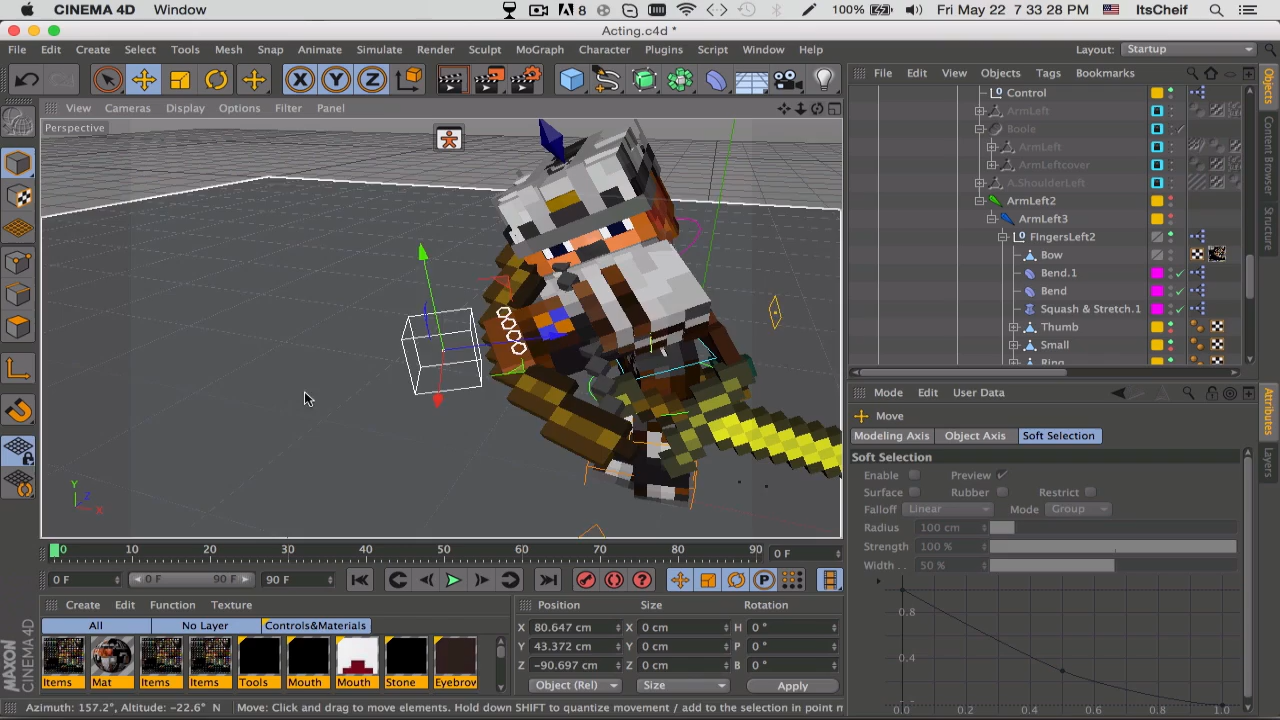 CINEMA 4D Window 8 100% Fri May 22 7 33 28 PM ItsCheif
Acting.c4d *
File Edit Create Select Tools Mesh Snap Animate Simulate Render Sculpt MoGraph Character Plugins Script Window Help Layout: Startup
X Y Z
File Edit View Objects Tags Bookmarks
View Cameras Display Options Filter Panel
Perspective
Control
ArmLeft
Boole
ArmLeft
ArmLeftcover
A.ShoulderLeft
ArmLeft2
ArmLeft3
FIngersLeft2
Bow
Bend.1
Bend
Squash & Stretch.1
Thumb
Small
Ring
Objects
Content Browser
Structure
Mode Edit User Data
Move
Modeling Axis Object Axis Soft Selection
Soft Selection
Enable Preview
Surface Rubber Restrict
Falloff Linear Mode Group
Radius 100 cm
Strength 100 %
Width . . 50 %
0.8
0.4
0.0 0.2 0.4 0.6 0.8 1.0
Attributes
Layers
Y
Z
X
0 10 20 30 40 50 60 70 80 90 0 F
0 F 0 F 90 F 90 F P
Create Edit Function Texture
All No Layer Controls&Materials
Items Mat Items Items Tools Mouth Mouth Stone Eyebrow
Position Size Rotation
X 80.647 cm X 0 cm H 0 °
Y 43.372 cm Y 0 cm P 0 °
Z -90.697 cm Z 0 cm B 0 °
Object (Rel) Size Apply
MAXON CINEMA 4D
Azimuth: 157.2°, Altitude: -22.6° N Move: Click and drag to move elements. Hold down SHIFT to quantize movement / add to the selection in point m